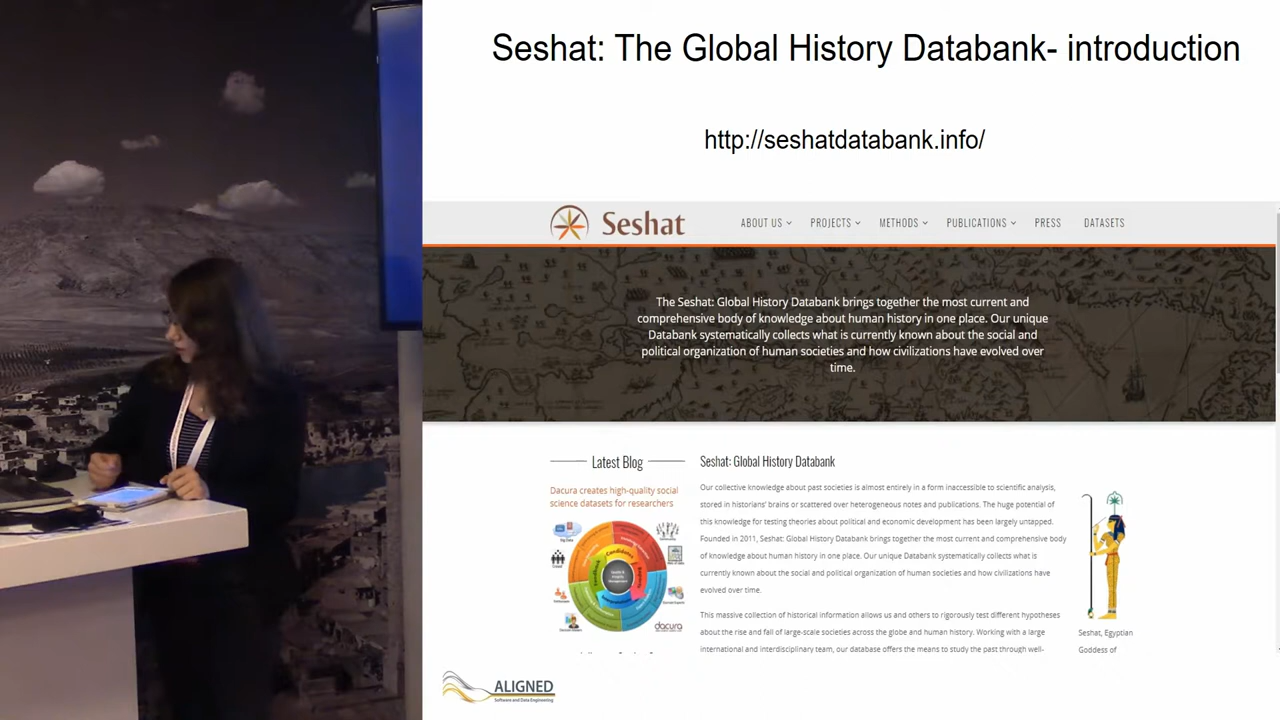 Seshat: The Global History Databank- introduction
http://seshatdatabank.info/
Seshat
ABOUT US
PROJECTS
METHODS
PUBLICATIONS
PRESS
DATASETS
The Seshat: Global History Databank brings together the most current and
comprehensive body of knowledge about human history in one place. Our unique
Databank systematically collects what is currently known about the social and
political organization of human societies and how civilizations have evolved over
time.
Latest Blog
Dacura creates high-quality social
science datasets for researchers
dacura
Seshat: Global History Databank
Our collective knowledge about past societies is almost entirely in a form inaccessible to scientific analysis,
stored in historians' brains or scattered over heterogeneous notes and publications. The huge potential of
this knowledge for testing theories about political and economic development has been largely untapped.
Founded in 2011, Seshat: Global History Databank brings together the most current and comprehensive body
of knowledge about human history in one place. Our unique Databank systematically collects what is
currently known about the social and political organization of human societies and how civilizations have
evolved over time.
This massive collection of historical information allows us and others to rigorously test different hypotheses
about the rise and fall of large-scale societies across the globe and human history. Working with a large
international and interdisciplinary team, our database offers the means to study the past through well-
Seshat, Egyptian
Goddess of
ALIGNED
Software and Data Engineering